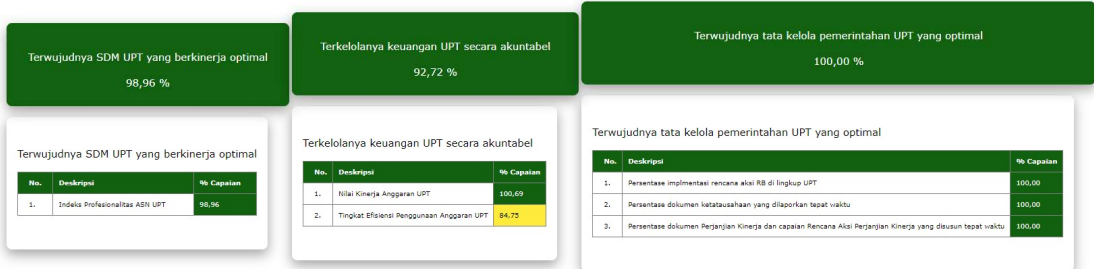 Terwujudnya SDM UPT yang berkinerja optimal
98,96 %
Terwujudnya SDM UPT yang berkinerja optimal
No. Deskripsi % Capaian
1. Indeks Profesionalitas ASN UPT 98,96
Terkelolanya keuangan UPT secara akuntabel
92,72 %
Terkelolanya keuangan UPT secara akuntabel
No. Deskripsi % Capaian
1. Nilai Kinerja Anggaran UPT 100,69
2. Tingkat Efisiensi Penggunaan Anggaran UPT 84,75
Terwujudnya tata kelola pemerintahan UPT yang optimal
100,00 %
Terwujudnya tata kelola pemerintahan UPT yang optimal
No. Deskripsi % Capaian
1. Persentase implmentasi rencana aksi RB di lingkup UPT 100,00
2. Persentase dokumen ketatausahaan yang dilaporkan tepat waktu 100,00
3. Persentase dokumen Perjanjian Kinerja dan capaian Rencana Aksi Perjanjian Kinerja yang disusun tepat waktu 100,00